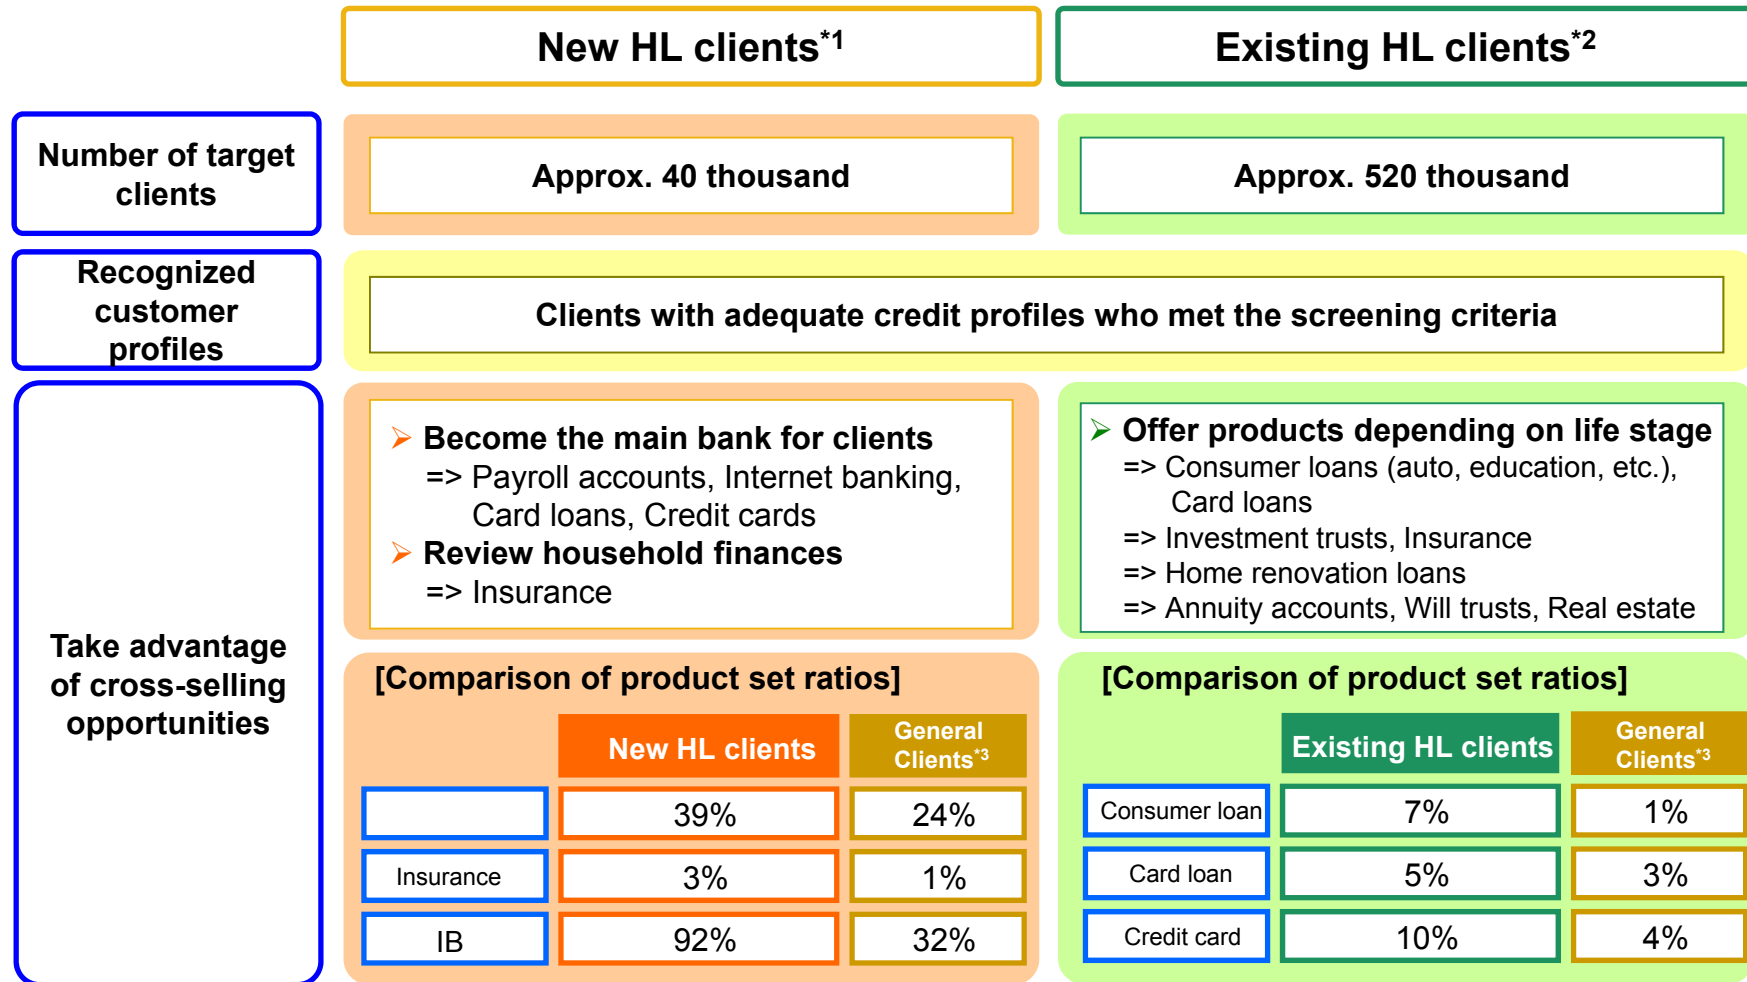 New HL clients*1
Existing HL clients*2
Number of target
clients
Approx. 40 thousand
Approx. 520 thousand
Recognized
customer
profiles
Clients with adequate credit profiles who met the screening criteria
Take advantage
of cross-selling
opportunities
➢ Become the main bank for clients
=> Payroll accounts, Internet banking,
Card loans, Credit cards
➢ Review household finances
=> Insurance
➢ Offer products depending on life stage
=> Consumer loans (auto, education, etc.),
Card loans
=> Investment trusts, Insurance
=> Home renovation loans
=> Annuity accounts, Will trusts, Real estate
[Comparison of product set ratios]
New HL clients
General
Clients*3
39% 24%
Insurance 3% 1%
IB 92% 32%
[Comparison of product set ratios]
Existing HL clients
General
Clients*3
Consumer loan 7% 1%
Card loan 5% 3%
Credit card 10% 4%